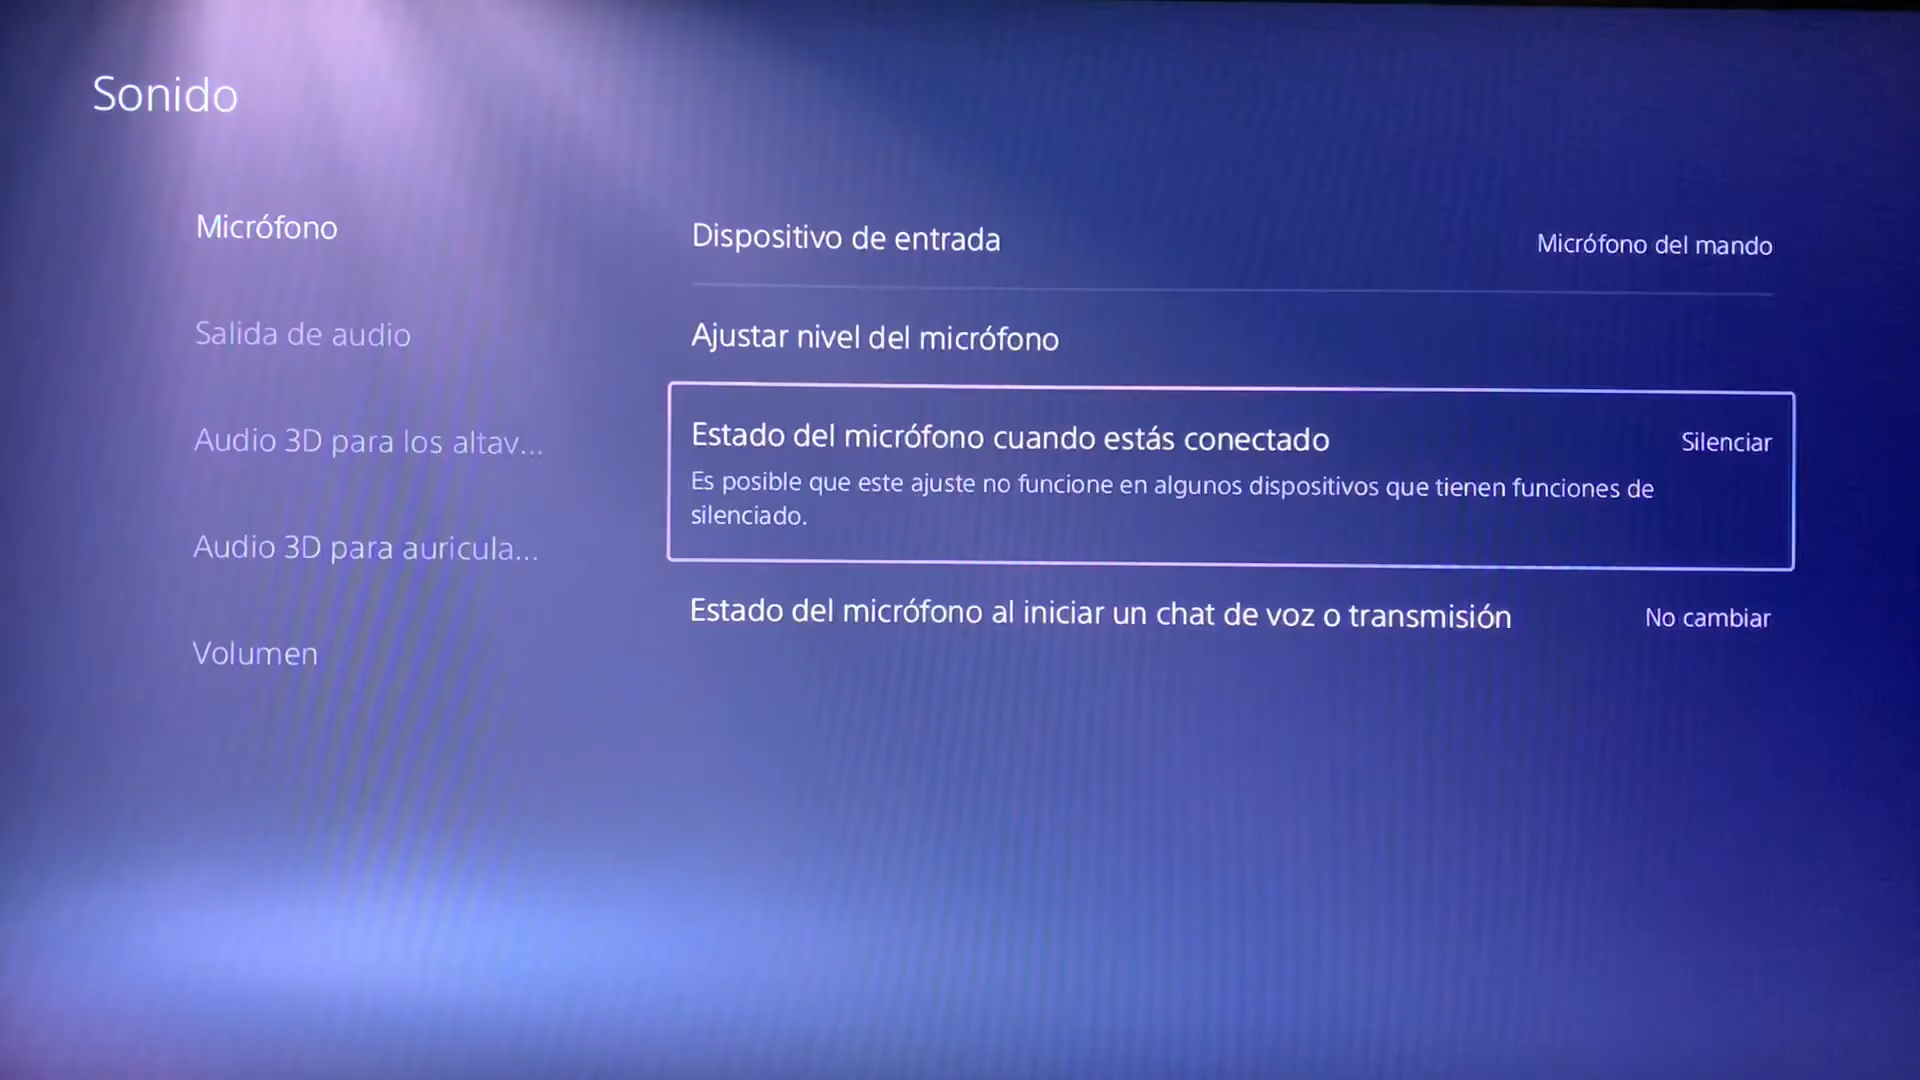 Sonido
Micrófono
Salida de audio
Audio 3D para los altav...
Audio 3D para auricula...
Volumen
Dispositivo de entrada
Micrófono del mando
Ajustar nivel del micrófono
Estado del micrófono cuando estás conectado
Silenciar
Es posible que este ajuste no funcione en algunos dispositivos que tienen funciones de
silenciado.
Estado del micrófono al iniciar un chat de voz o transmisión
No cambiar